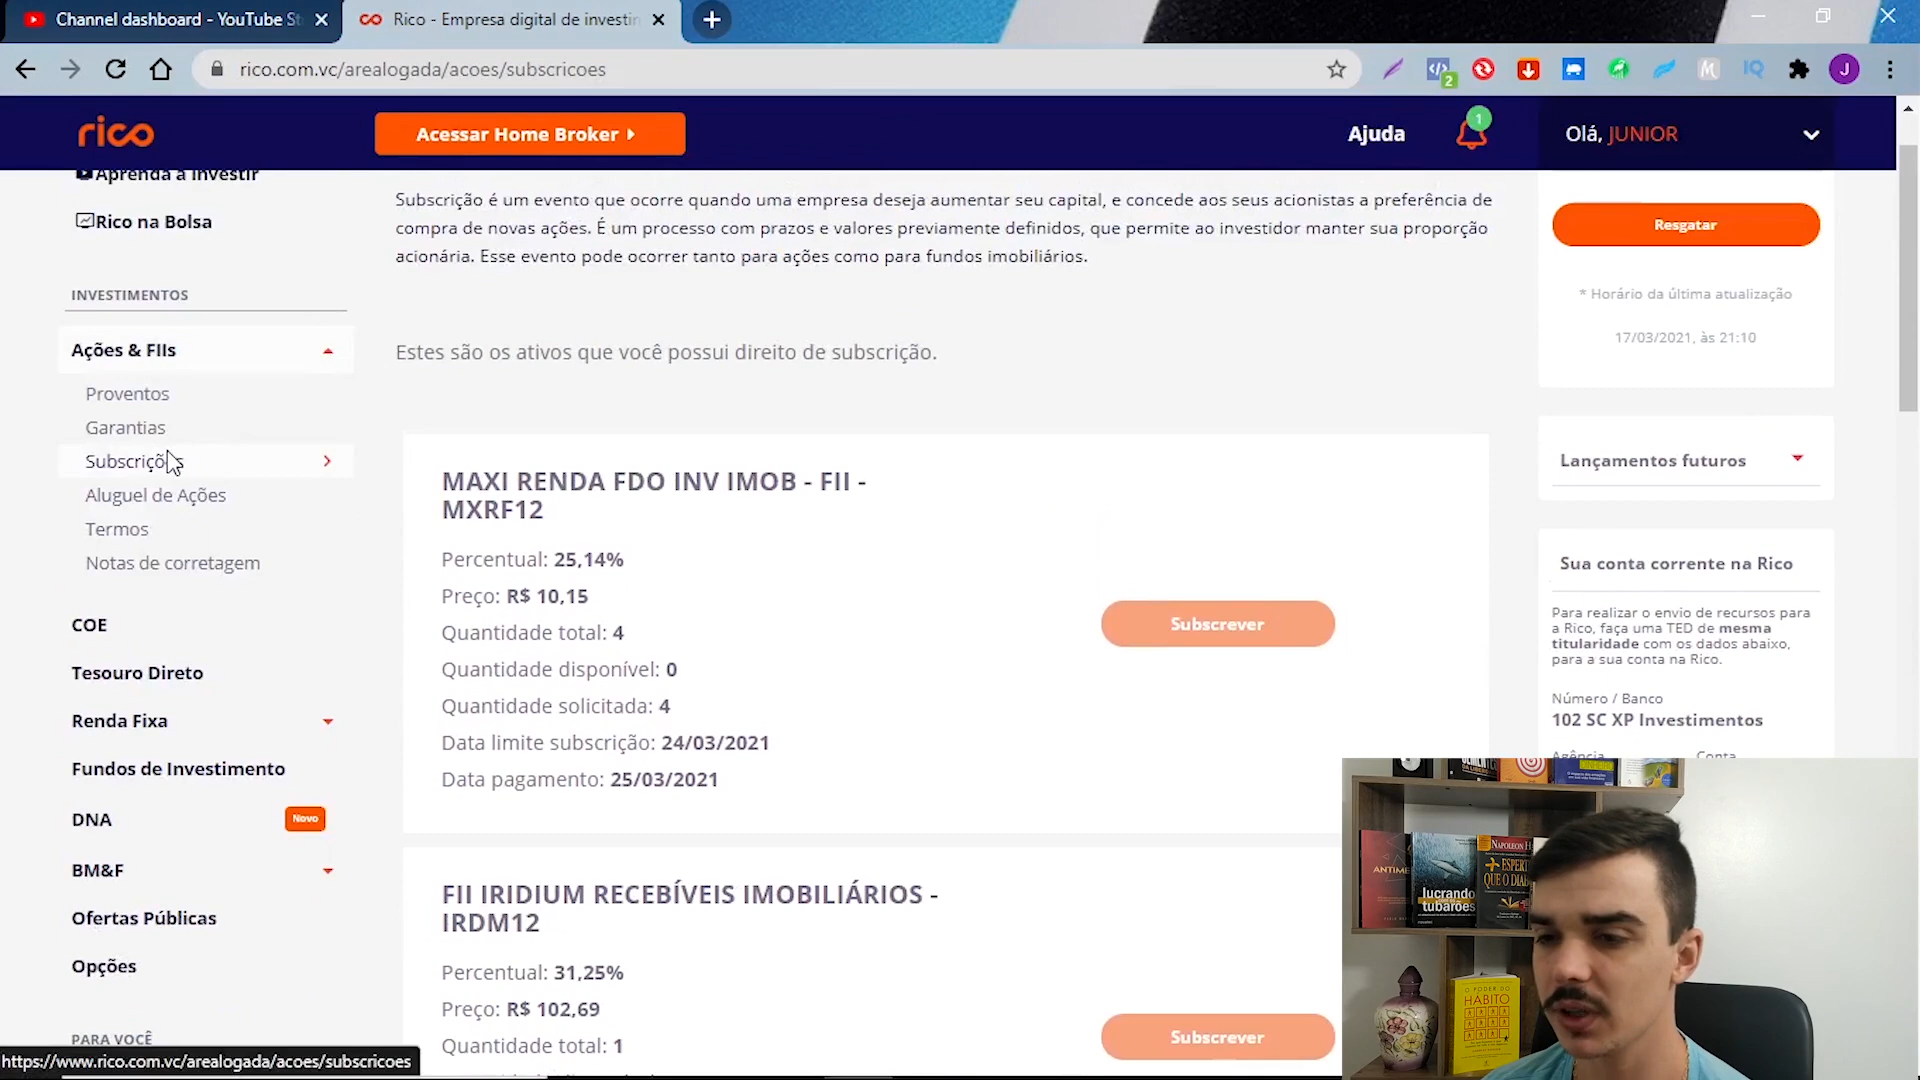 Channel dashboard - YouTube St
Rico - Empresa digital de investin
rico.com.vc/arealogada/acoes/subscricoes
2
IQ
J
rico
Acessar Home Broker
Ajuda
1
Olá, JUNIOR
Aprenda a Investir
Rico na Bolsa
INVESTIMENTOS
Ações & FIIs
Proventos
Garantias
Subscrições
Aluguel de Ações
Termos
Notas de corretagem
COE
Tesouro Direto
Renda Fixa
Fundos de Investimento
DNA
Novo
BM&F
Ofertas Públicas
Opções
PARA VOCÊ
https://www.rico.com.vc/arealogada/acoes/subscricoes
Subscrição é um evento que ocorre quando uma empresa deseja aumentar seu capital, e concede aos seus acionistas a preferência de
compra de novas ações. É um processo com prazos e valores previamente definidos, que permite ao investidor manter sua proporção
acionária. Esse evento pode ocorrer tanto para ações como para fundos imobiliários.
Estes são os ativos que você possui direito de subscrição.
MAXI RENDA FDO INV IMOB - FII -
MXRF12
Percentual: 25,14%
Preço: R$ 10,15
Quantidade total: 4
Quantidade disponível: 0
Quantidade solicitada: 4
Data limite subscrição: 24/03/2021
Data pagamento: 25/03/2021
Subscrever
FII IRIDIUM RECEBÍVEIS IMOBILIÁRIOS -
IRDM12
Percentual: 31,25%
Preço: R$ 102,69
Quantidade total: 1
Subscrever
Resgatar
* Horário da última atualização
17/03/2021, às 21:10
Lançamentos futuros
Sua conta corrente na Rico
Para realizar o envio de recursos para
a Rico, faça uma TED de mesma
titularidade com os dados abaixo,
para a sua conta na Rico.
Número / Banco
102 SC XP Investimentos
Agência
Conta
lucrando
tubarões
NAPOLEON H
O PODER DO
HÁBITO